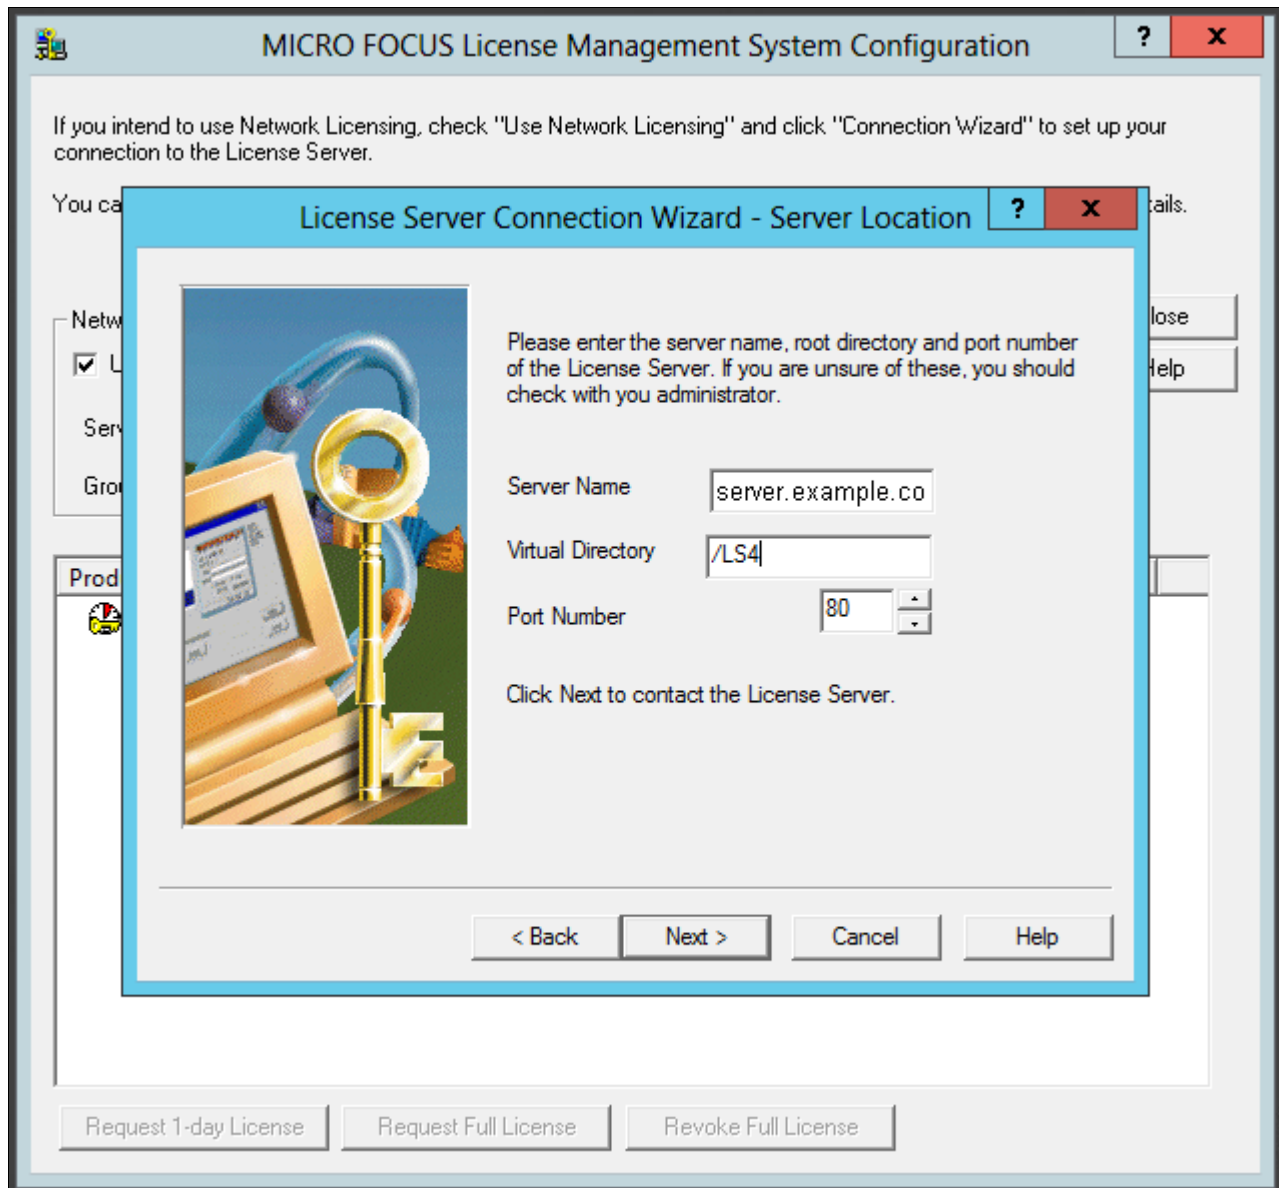 MICRO FOCUS License Management System Configuration
?
x
If you intend to use Network Licensing, check "Use Network Licensing" and click "Connection Wizard" to set up your
connection to the License Server.
You ca
tails.
License Server Connection Wizard - Server Location
?
x
Netw
lose
Please enter the server name, root directory and port number
of the License Server. If you are unsure of these, you should
check with you administrator.
Help
Serv
Server Name server.example.co
Grou
Virtual Directory /LS4
Prod
Port Number 80
Click Next to contact the License Server.
< Back Next > Cancel Help
Request 1-day License Request Full License Revoke Full License